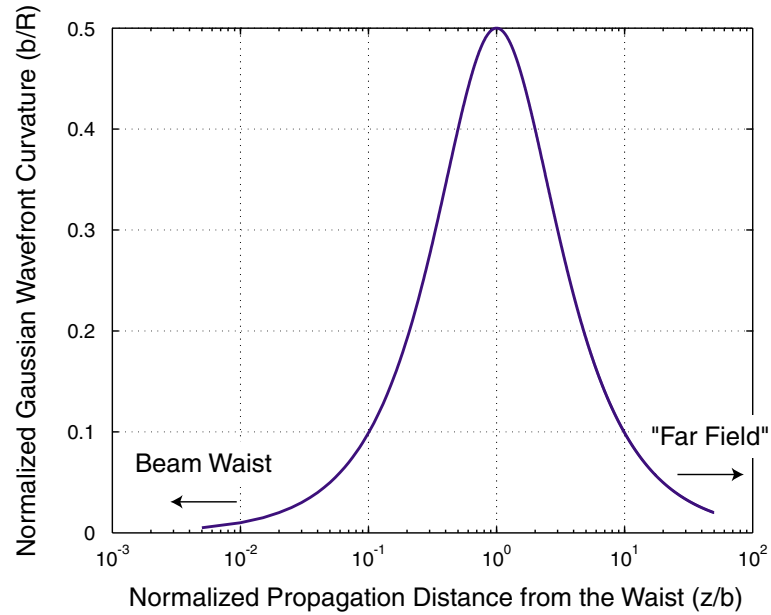 Normalized Gaussian Wavefront Curvature (b/R)
0.5
0.4
0.3
0.2
0.1
0
"Far Field"
Beam Waist
10-3 10-2 10-1 100 101 102
Normalized Propagation Distance from the Waist (z/b)